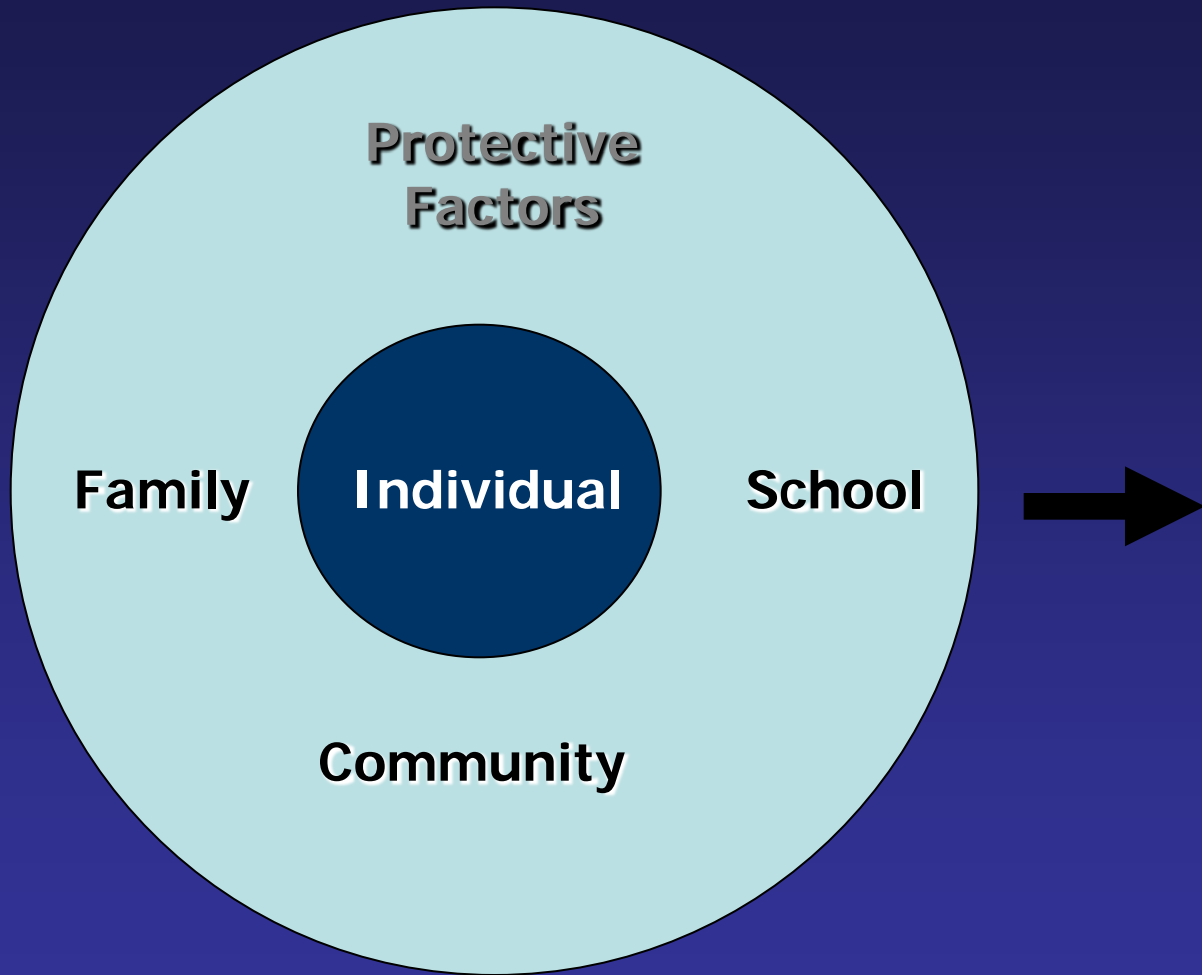 Protective
Factors
Family
Individual
School
Community